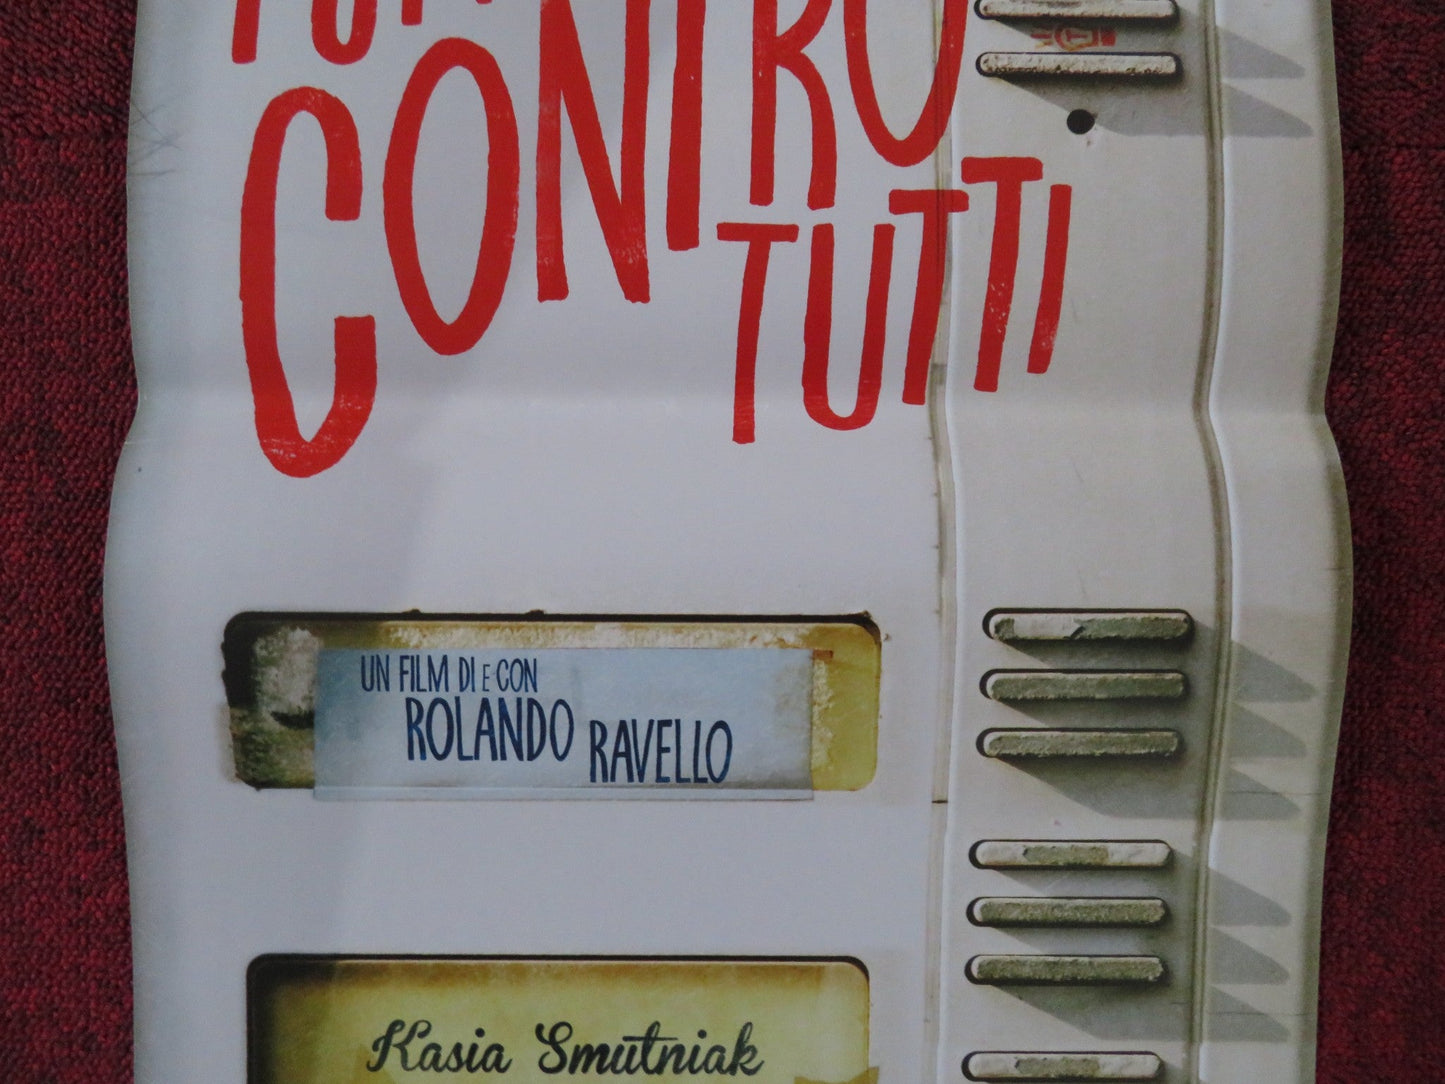 CONTRO
TUTTI
UN FILM DI E CON
ROLANDO RAVELLO
Kasia Smutniak